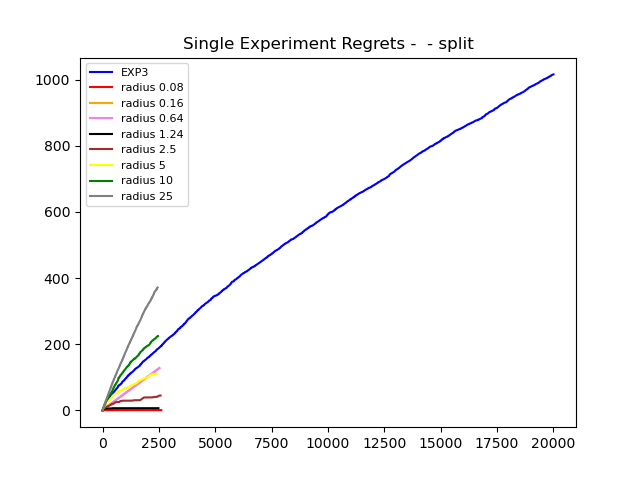 Single Experiment Regrets -  - split
EXP3
radius 0.08
radius 0.16
radius 0.64
radius 1.24
radius 2.5
radius 5
radius 10
radius 25
1000
800
600
400
200
0
0 2500 5000 7500 10000 12500 15000 17500 20000